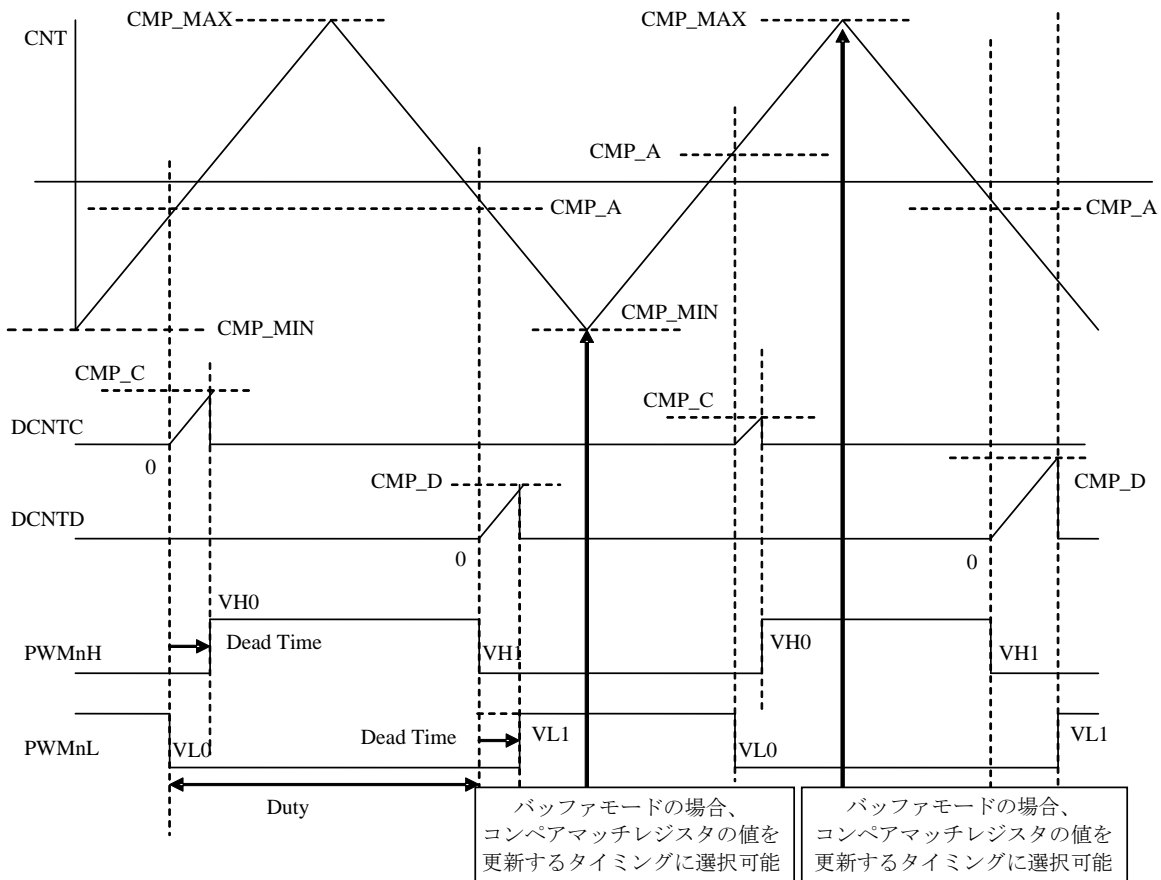 CMP_MAX
CMP_MAX
CNT
CMP_A
CMP_A
CMP_A
CMP_MIN
CMP_MIN
CMP_C
CMP_C
DCNTC
0
CMP_D
CMP_D
DCNTD
0
0
VH0
Dead Time
VH0
PWMnH
VH1
VH1
PWMnL
VL0
Dead Time
VL1
VL0
VL1
Duty
バッファモードの場合、
コンペアマッチレジスタの値を
更新するタイミングに選択可能
バッファモードの場合、
コンペアマッチレジスタの値を
更新するタイミングに選択可能